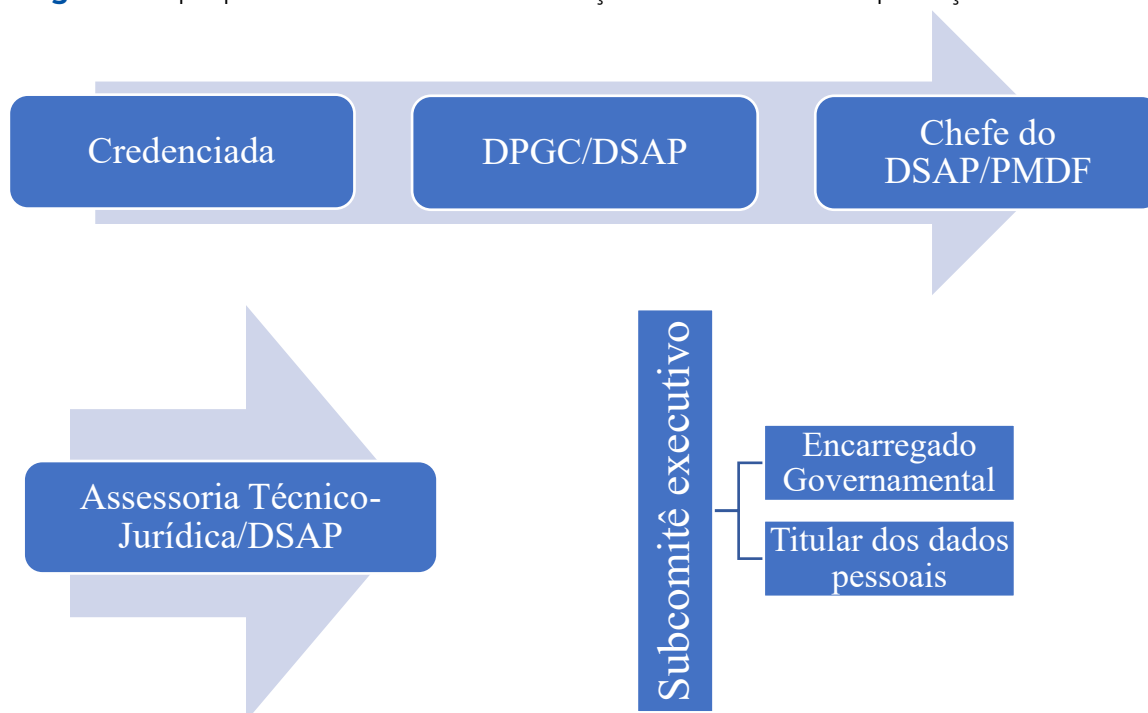 Credenciada
DPGC/DSAP
Chefe do
DSAP/PMDF
Assessoria Técnico-
Jurídica/DSAP
Subcomitê executivo
Encarregado
Governamental
Titular dos dados
pessoais